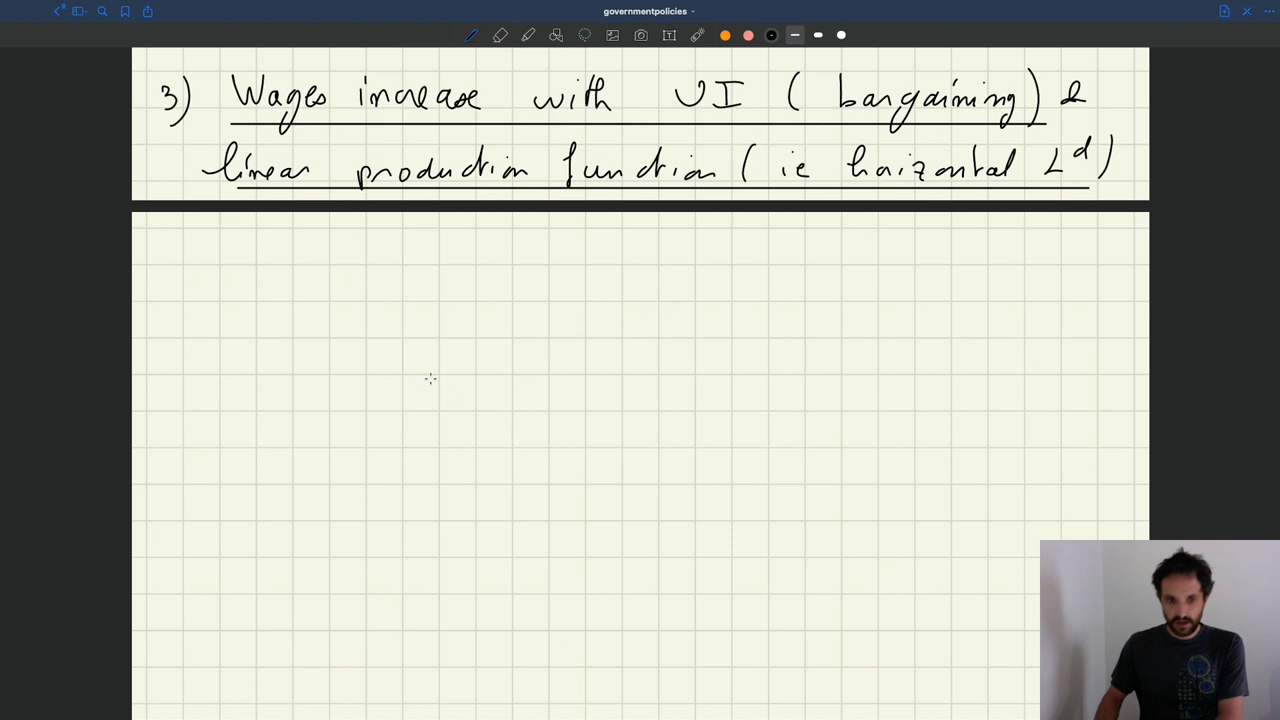 governmentpolicies
3) Wages increase with UI (bargaining) &
linear production function (ie horizontal L^d)